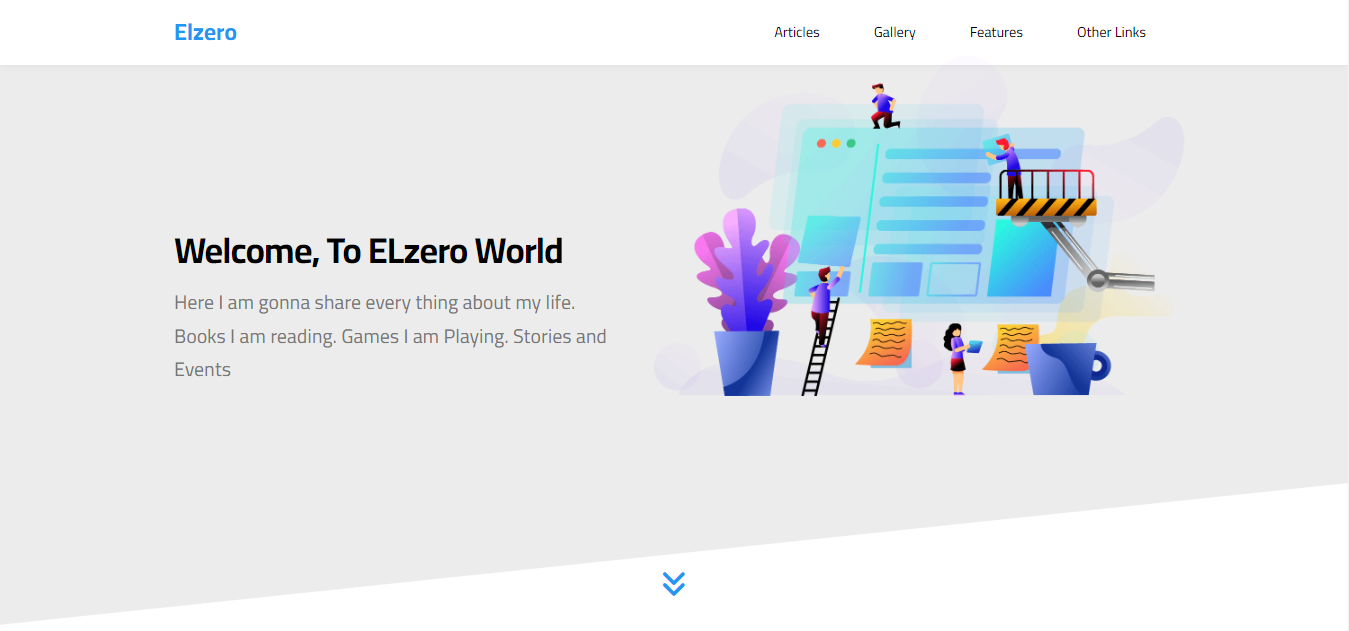 Elzero
Articles
Gallery
Features
Other Links
Welcome, To ELzero World
Here I am gonna share every thing about my life.
Books I am reading. Games I am Playing. Stories and
Events